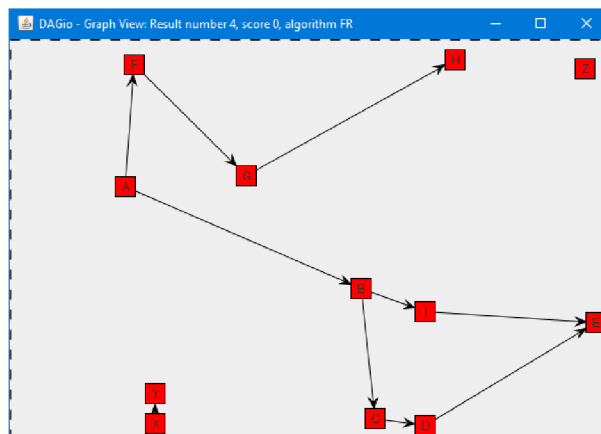 DAGio - Graph View: Result number 4, score 0, algorithm FR
F
H
Z
G
A
B
I
E
Y
C
X
D